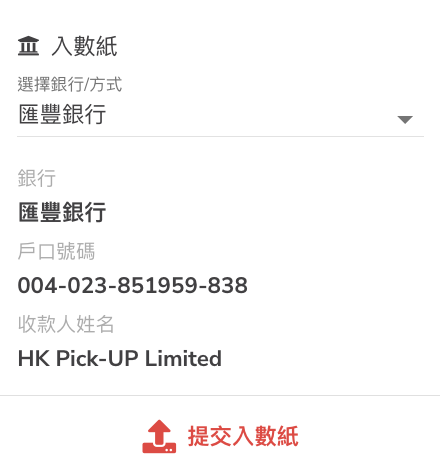 入數紙
選擇銀行/方式
匯豐銀行
銀行
匯豐銀行
戶口號碼
004-023-851959-838
收款人姓名
HK Pick-UP Limited
提交入數紙